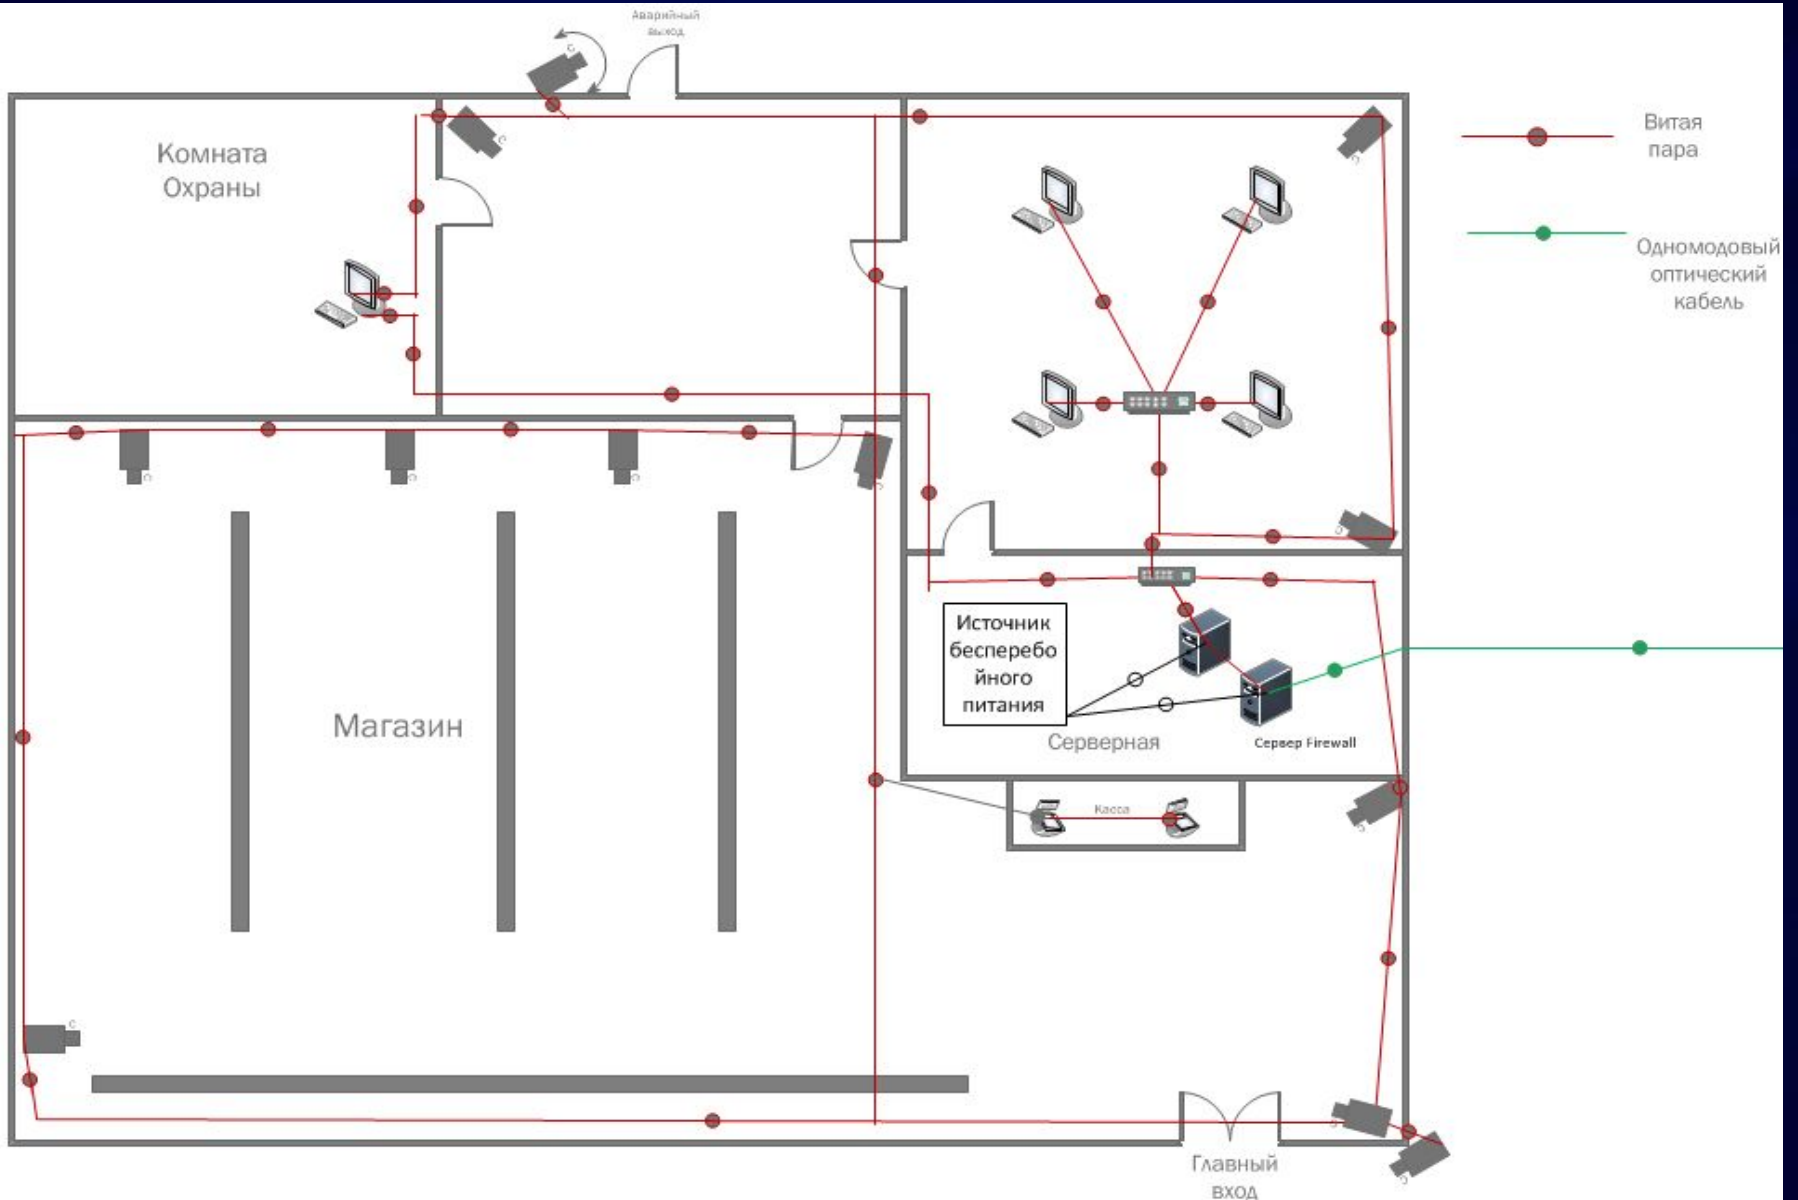 Аварийный
выход
Комната
Охраны
Витая
пара
Одномодовый
оптический
кабель
Источник
бесперебо
йного
питания
Магазин
Серверная
Сервер Firewall
Касса
Главный
вход